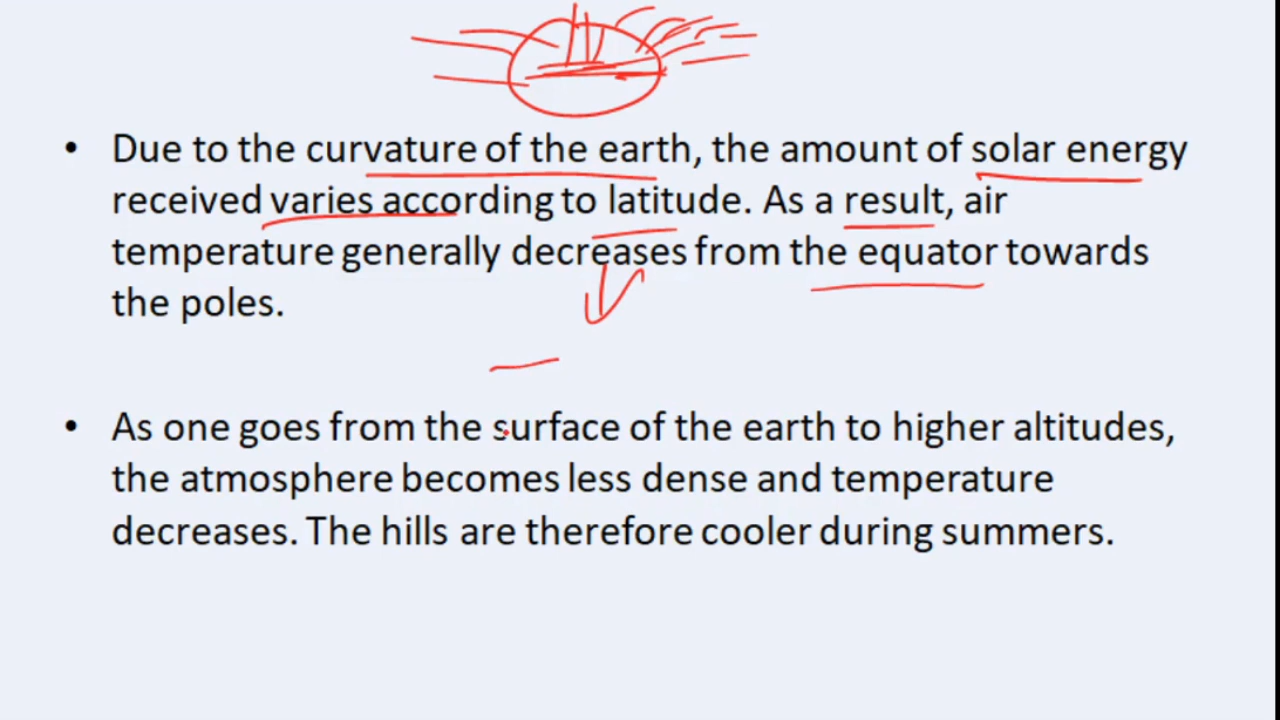 • Due to the curvature of the earth, the amount of solar energy
received varies according to latitude. As a result, air
temperature generally decreases from the equator towards
the poles.
• As one goes from the surface of the earth to higher altitudes,
the atmosphere becomes less dense and temperature
decreases. The hills are therefore cooler during summers.